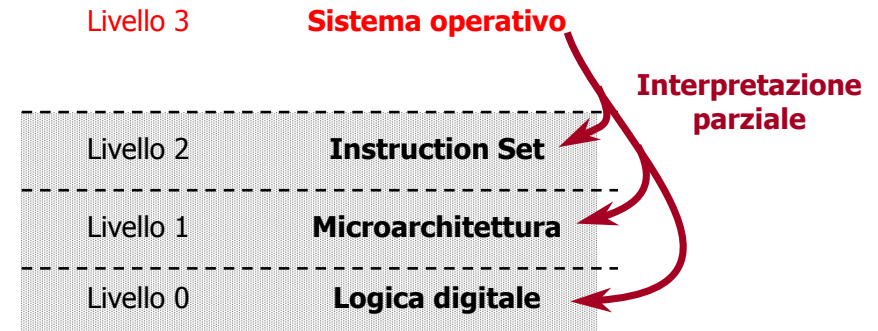 Livello 3 Sistema operativo
Interpretazione
parziale
Livello 2 Instruction Set
Livello 1 Microarchitettura
Livello 0 Logica digitale